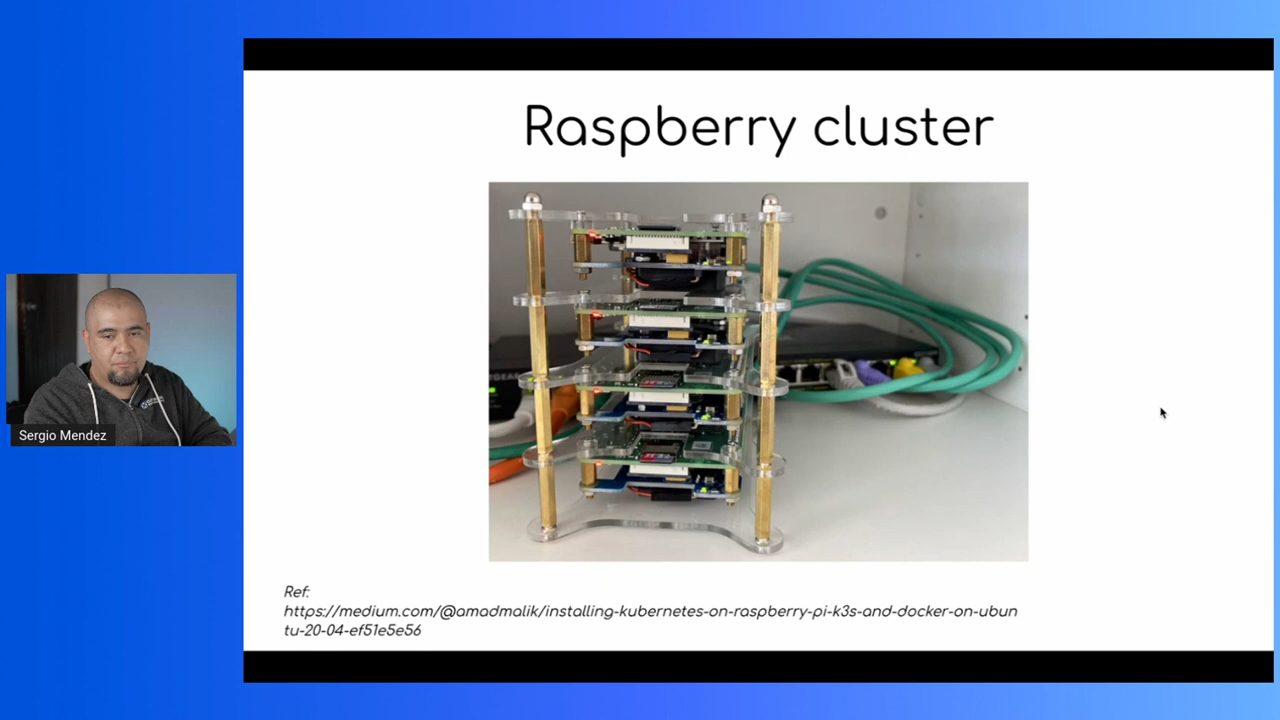 Raspberry cluster
Sergio Mendez
Ref:
https://medium.com/@amadmalik/installing-kubernetes-on-raspberry-pi-k3s-and-docker-on-ubun
tu-20-04-ef51e5e56